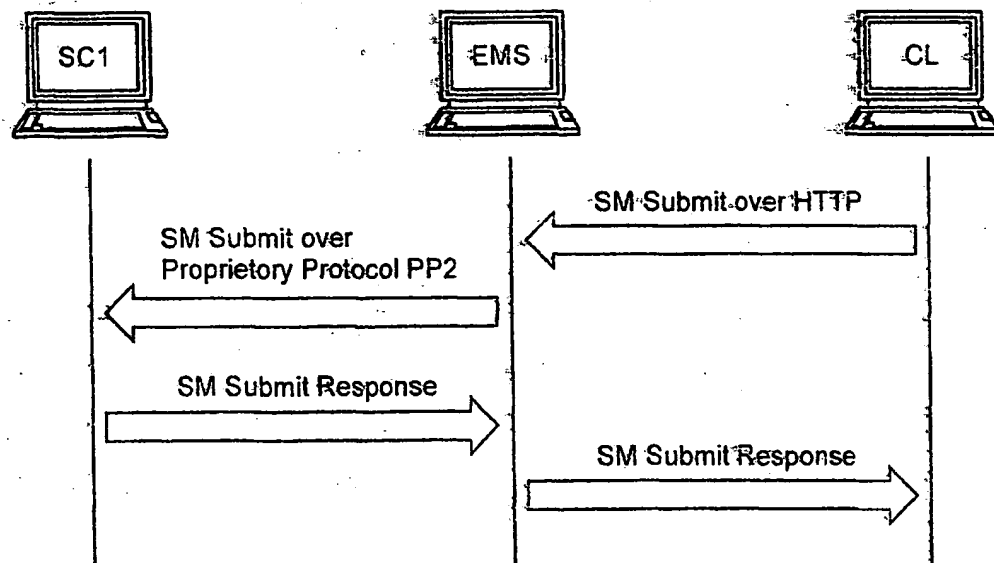 SC1
EMS
CL
SM Submit over HTTP
SM Submit over
Proprietory Protocol PP2
SM Submit Response
SM Submit Response